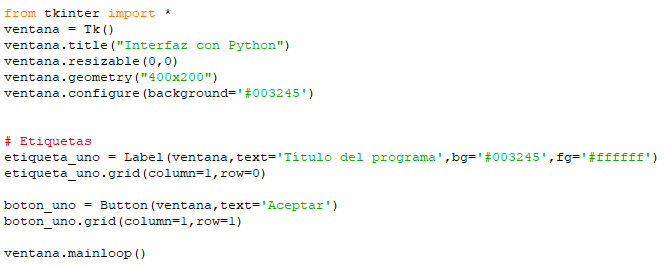 from tkinter import *
ventana = Tk()
ventana.title("Interfaz con Python")
ventana.resizable(0,0)
ventana.geometry("400x200")
ventana.configure(background='#003245')
# Etiquetas
etiqueta_uno = Label(ventana,text='Título del programa',bg='#003245',fg='#ffffff')
etiqueta_uno.grid(column=1,row=0)
boton_uno = Button(ventana,text='Aceptar')
boton_uno.grid(column=1,row=1)
ventana.mainloop()